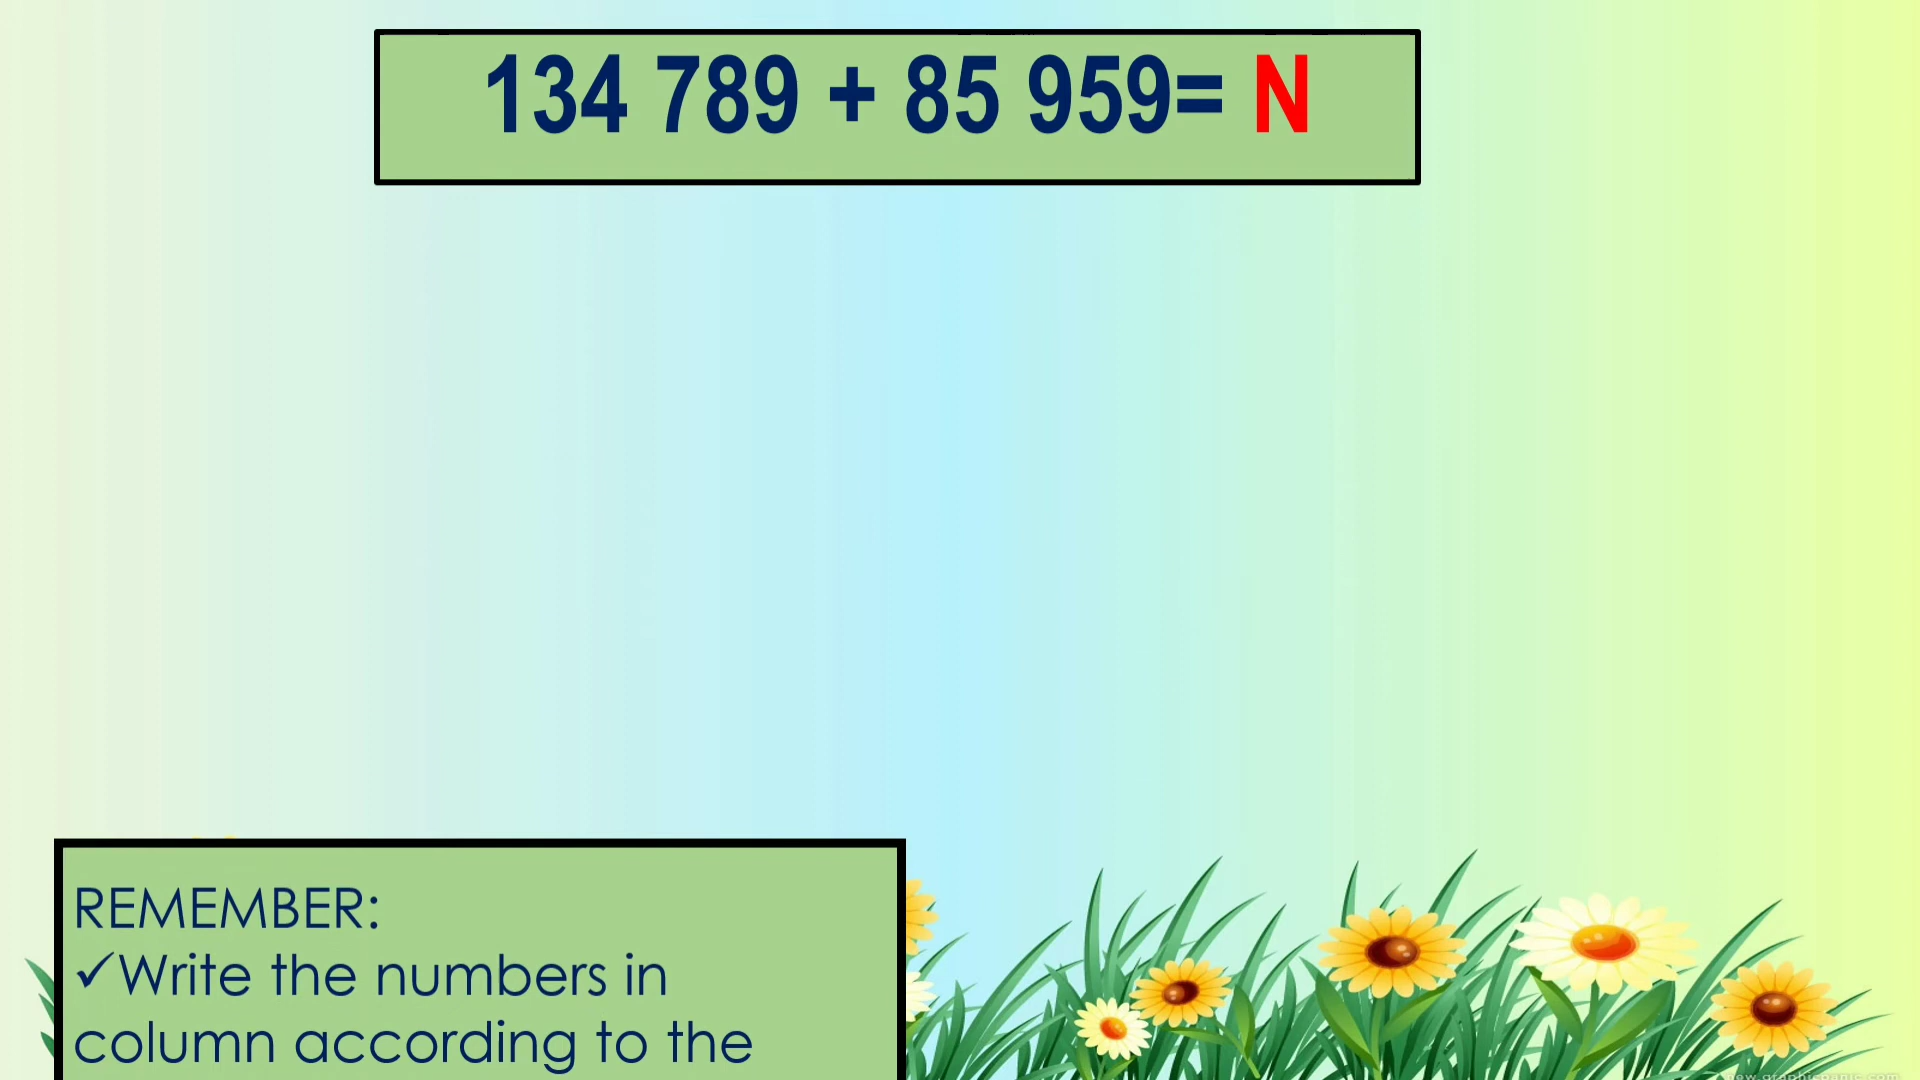 134 789 + 85 959= N
REMEMBER:
✓Write the numbers in
column according to the